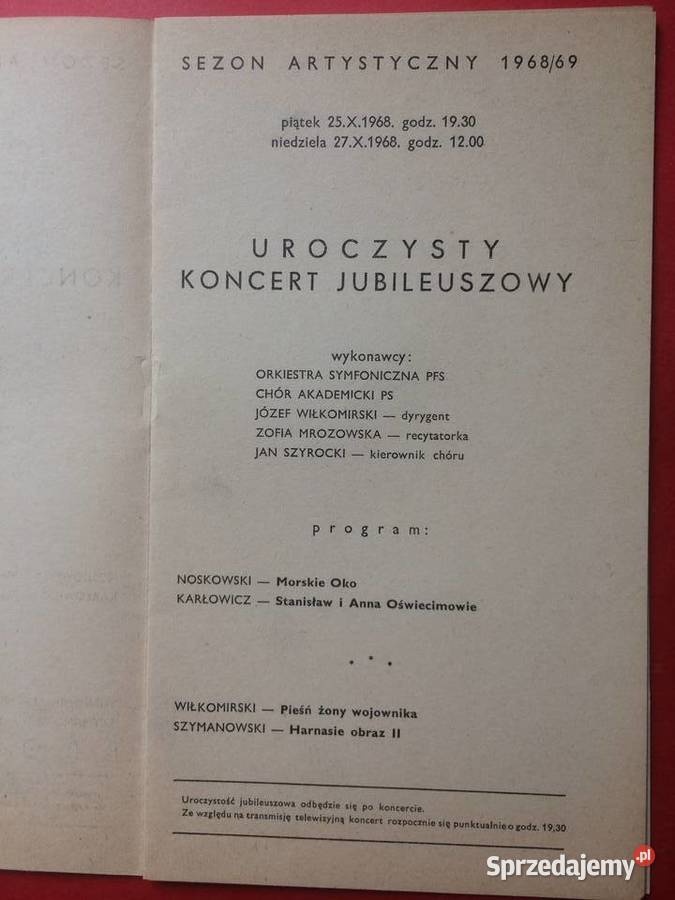 SEZON ARTYSTYCZNY 1968/69
piątek 25.X.1968. godz. 19.30
niedziela 27.X.1968. godz. 12.00
UROCZYSTY
KONCERT JUBILEUSZOWY
wykonawcy:
ORKIESTRA SYMFONICZNA PFS
CHÓR AKADEMICKI PS
JÓZEF WIŁKOMIRSKI — dyrygent
ZOFIA MROZOWSKA — recytatorka
JAN SZYROCKI — kierownik chóru
program:
NOSKOWSKI — Morskie Oko
KARŁOWICZ — Stanisław i Anna Oświecimowie
WIŁKOMIRSKI — Pieśń żony wojownika
SZYMANOWSKI — Harnasie obraz II
Uroczystość jubileuszowa odbędzie się po koncercie.
Ze względu na transmisję telewizyjną koncert rozpocznie się punktualnie o godz. 19,30
Sprzedajemy.pl